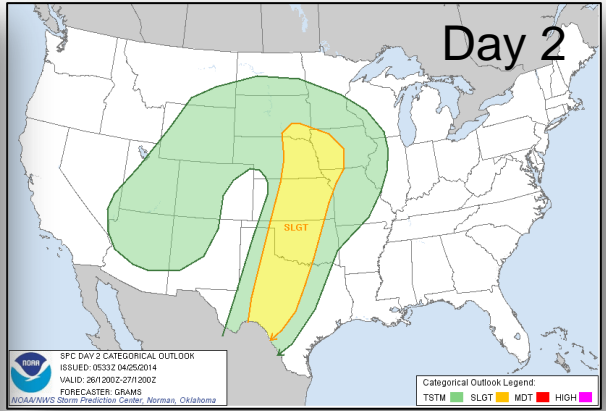 Day 2
SLGT
NOAA
SPC DAY 2 CATEGORICAL OUTLOOK
ISSUED: 0533Z 04/25/2014
VALID: 26/1200Z-27/1200Z
FORECASTER: GRAMS
NOAA/NWS Storm Prediction Center, Norman, Oklahoma
Categorical Outlook Legend:
TSTM SLGT MDT HIGH